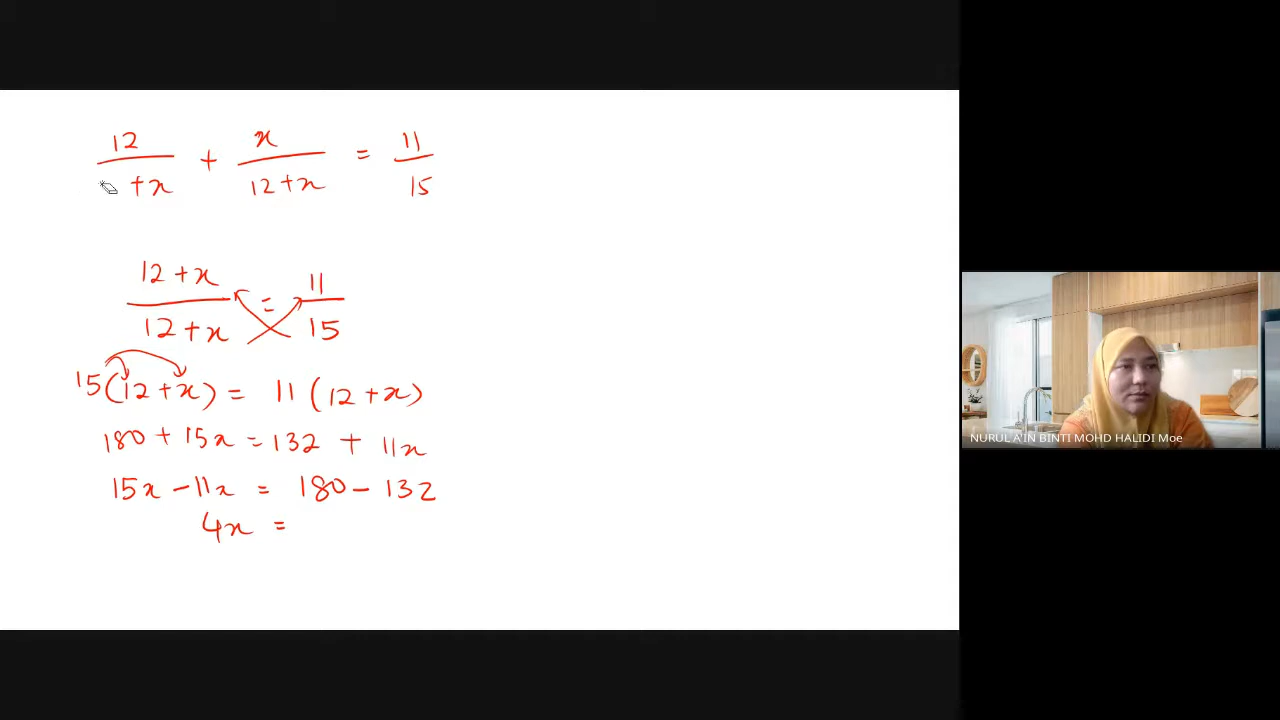 12/+x + x/12+x = 11/15
12+x/12+x = 11/15
15(12+x) = 11(12+x)
180+15x = 132 + 11x
15x - 11x = 180 - 132
4x =
NURUL A'IN BINTI MOHD HALIDI Moe